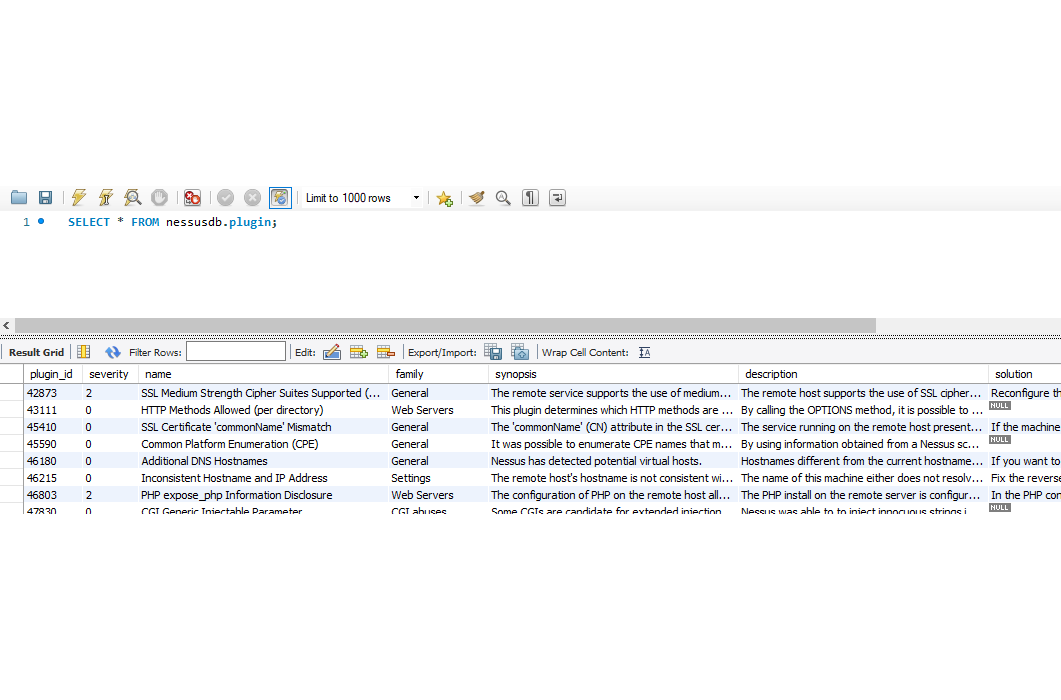 Limit to 1000 rows
1 SELECT * FROM nessusdb.plugin;
Result Grid Filter Rows: Edit: Export/Import: Wrap Cell Content: IA
plugin_id severity name family synopsis description solution
42873 2 SSL Medium Strength Cipher Suites Supported (... General The remote service supports the use of medium... The remote host supports the use of SSL cipher... Reconfigure th
43111 0 HTTP Methods Allowed (per directory) Web Servers This plugin determines which HTTP methods are ... By calling the OPTIONS method, it is possible to ... NULL
45410 0 SSL Certificate 'commonName' Mismatch General The 'commonName' (CN) attribute in the SSL cer... The service running on the remote host present... If the machine
45590 0 Common Platform Enumeration (CPE) General It was possible to enumerate CPE names that m... By using information obtained from a Nessus sc... NULL
46180 0 Additional DNS Hostnames General Nessus has detected potential virtual hosts. Hostnames different from the current hostname... If you want to
46215 0 Inconsistent Hostname and IP Address Settings The remote host's hostname is not consistent wi... The name of this machine either does not resolv... Fix the reverse
46803 2 PHP expose_php Information Disclosure Web Servers The configuration of PHP on the remote host all... The PHP install on the remote server is configur... In the PHP con
47830 0 CGI Generic Injectable Parameter CGI abuses Some CGIs are candidate for extended injection Nessus was able to to inject innocuous strings i NULL